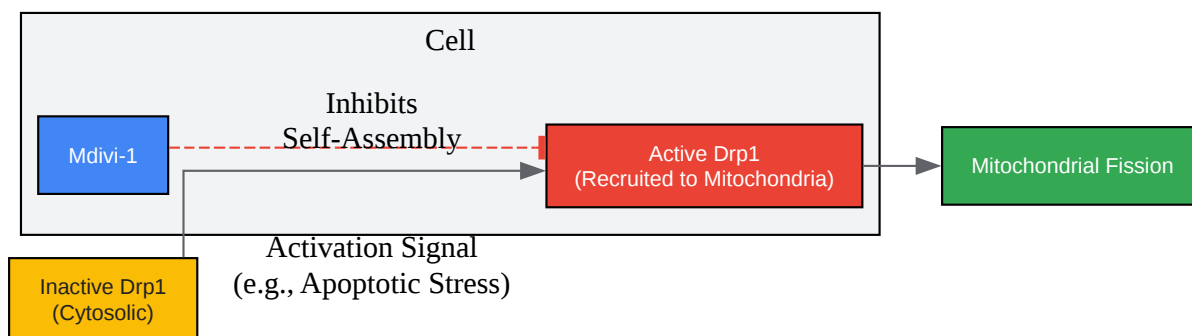 Cell
Inhibits
Self-Assembly
Mdivi-1
Active Drp1
(Recruited to Mitochondria)
Mitochondrial Fission
Activation Signal
(e.g., Apoptotic Stress)
Inactive Drp1
(Cytosolic)